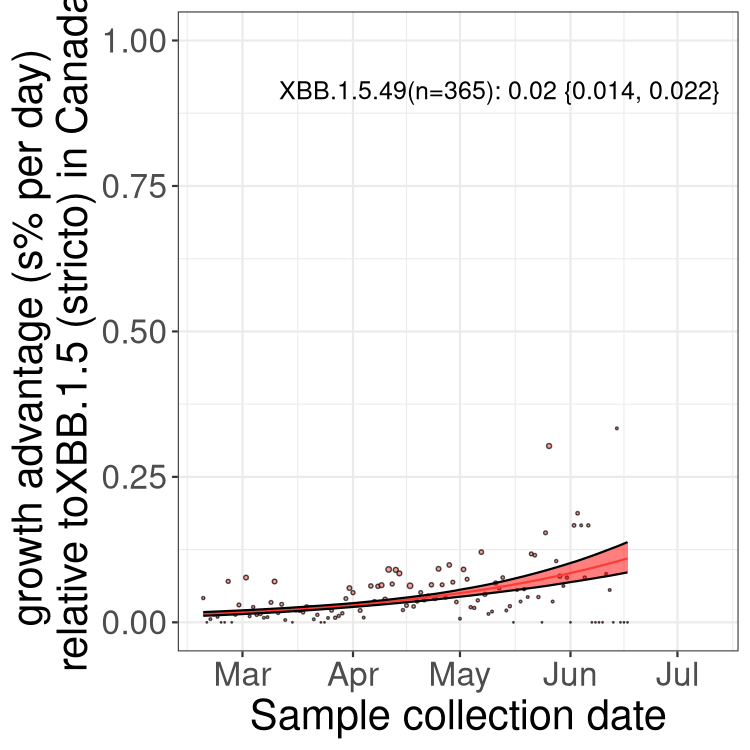 growth advantage (s% per day)
relative toXBB.1.5 (stricto) in Canada
1.00
0.75
0.50
0.25
0.00
XBB.1.5.49(n=365): 0.02 {0.014, 0.022}
Mar Apr May Jun Jul
Sample collection date